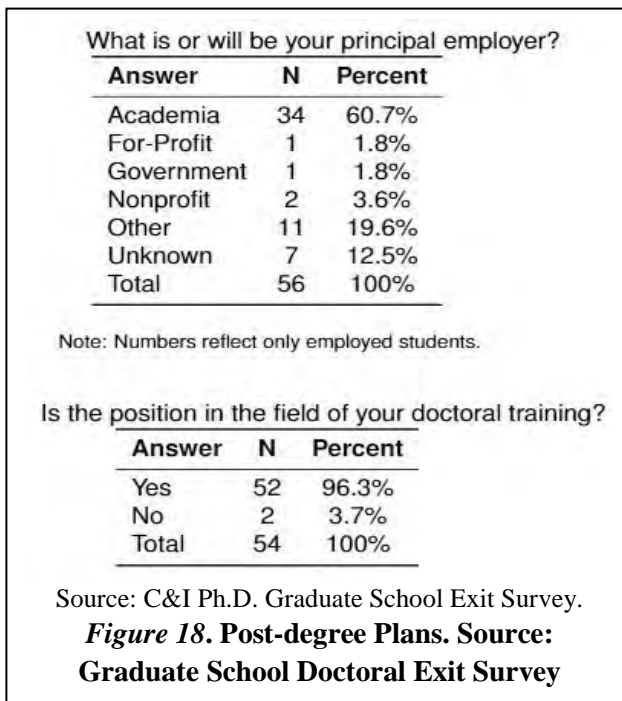 What is or will be your principal employer?
Answer N Percent
Academia 34 60.7%
For-Profit 1 1.8%
Government 1 1.8%
Nonprofit 2 3.6%
Other 11 19.6%
Unknown 7 12.5%
Total 56 100%
Note: Numbers reflect only employed students.
Is the position in the field of your doctoral training?
Answer N Percent
Yes 52 96.3%
No 2 3.7%
Total 54 100%
Source: C&I Ph.D. Graduate School Exit Survey.
Figure 18. Post-degree Plans. Source:
Graduate School Doctoral Exit Survey